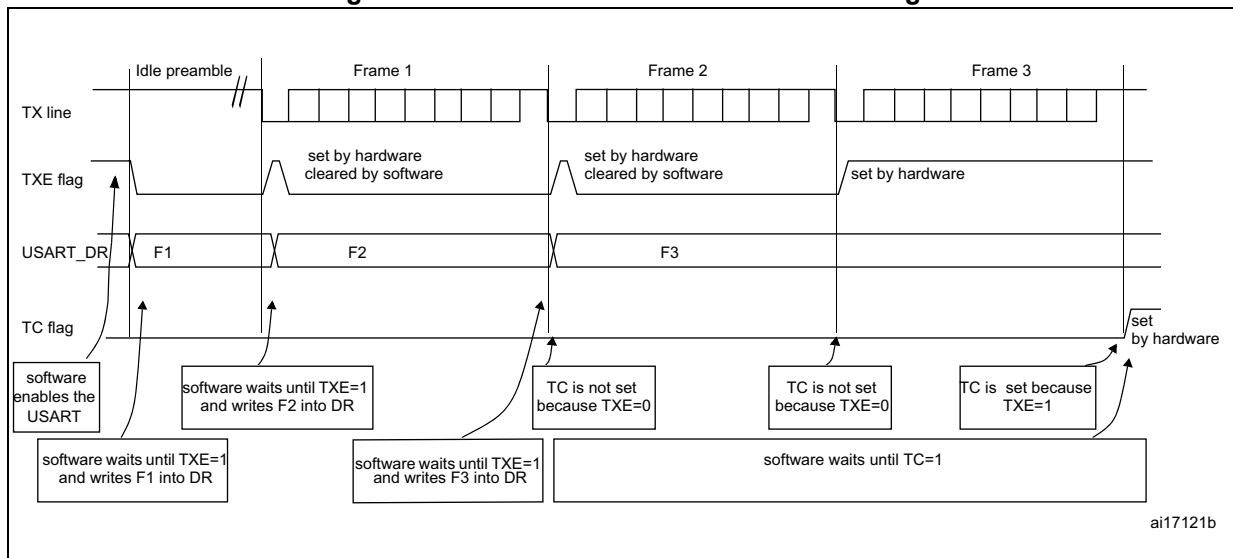 Idle preamble
Frame 1
Frame 2
Frame 3
TX line
TXE flag
set by hardware
cleared by software
set by hardware
cleared by software
set by hardware
USART_DR
F1
F2
F3
TC flag
set
by hardware
software
enables the
USART
software waits until TXE=1
and writes F2 into DR
TC is not set
because TXE=0
TC is not set
because TXE=0
TC is set because
TXE=1
software waits until TXE=1
and writes F1 into DR
software waits until TXE=1
and writes F3 into DR
software waits until TC=1
ai17121b